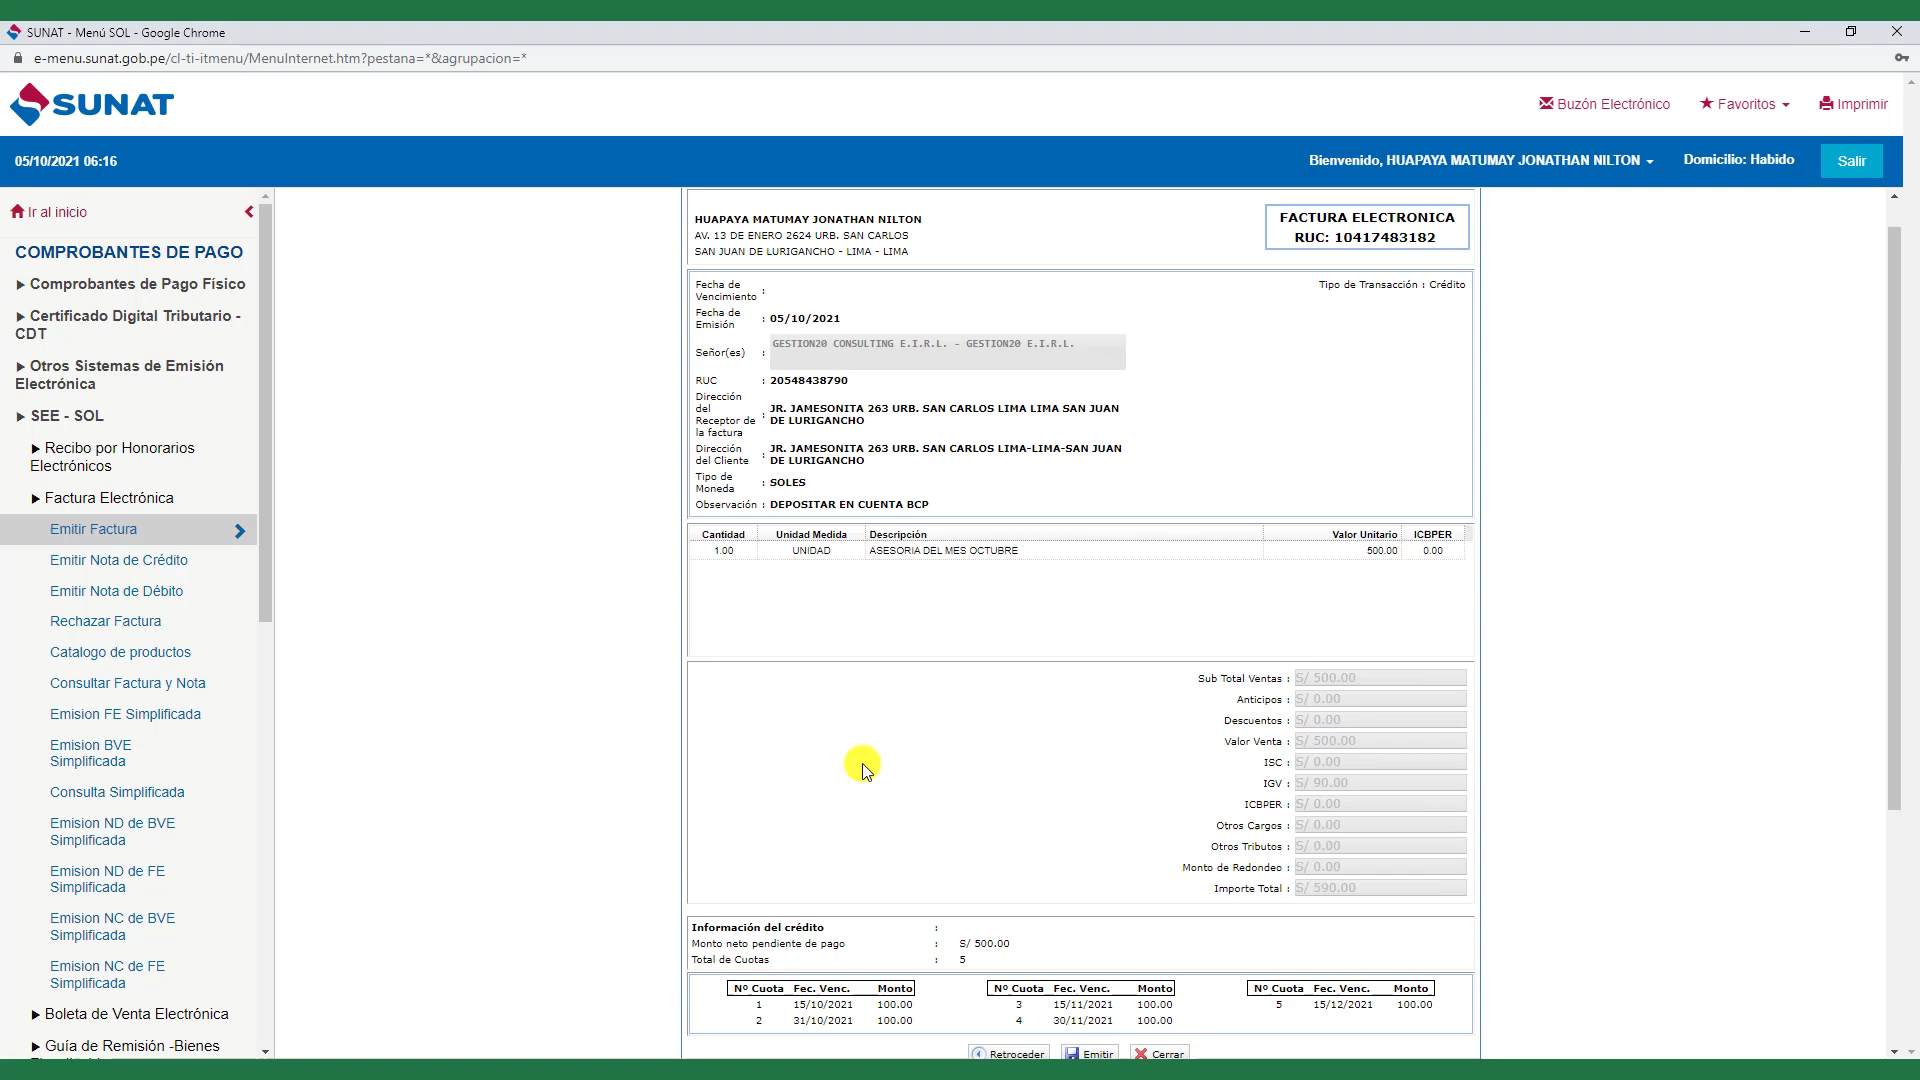 SUNAT - Menú SOL - Google Chrome
e-menu.sunat.gob.pe/cl-ti-itmenu/MenuInternet.htm?pestana=*&agrupacion=*
SUNAT
Buzón Electrónico
Favoritos
Imprimir
05/10/2021 06:16
Bienvenido, HUAPAYA MATUMAY JONATHAN NILTON
Domicilio: Habido
Salir
Ir al inicio
COMPROBANTES DE PAGO
Comprobantes de Pago Físico
Certificado Digital Tributario -
CDT
Otros Sistemas de Emisión
Electrónica
SEE - SOL
Recibo por Honorarios
Electrónicos
Factura Electrónica
Emitir Factura
Emitir Nota de Crédito
Emitir Nota de Débito
Rechazar Factura
Catalogo de productos
Consultar Factura y Nota
Emision FE Simplificada
Emision BVE
Simplificada
Consulta Simplificada
Emision ND de BVE
Simplificada
Emision ND de FE
Simplificada
Emision NC de BVE
Simplificada
Emision NC de FE
Simplificada
Boleta de Venta Electrónica
Guía de Remisión -Bienes
HUAPAYA MATUMAY JONATHAN NILTON
AV. 13 DE ENERO 2624 URB. SAN CARLOS
SAN JUAN DE LURIGANCHO - LIMA - LIMA
FACTURA ELECTRONICA
RUC: 10417483182
Fecha de
Vencimiento :
Tipo de Transacción : Crédito
Fecha de
Emisión : 05/10/2021
Señor(es) : GESTION20 CONSULTING E.I.R.L. - GESTION20 E.I.R.L.
RUC : 20548438790
Dirección
del
Receptor de
la factura : JR. JAMESONITA 263 URB. SAN CARLOS LIMA LIMA SAN JUAN
DE LURIGANCHO
Dirección
del Cliente : JR. JAMESONITA 263 URB. SAN CARLOS LIMA-LIMA-SAN JUAN
DE LURIGANCHO
Tipo de
Moneda : SOLES
Observación : DEPOSITAR EN CUENTA BCP
Cantidad Unidad Medida Descripción Valor Unitario ICBPER
1.00 UNIDAD ASESORIA DEL MES OCTUBRE 500.00 0.00
Sub Total Ventas : S/ 500.00
Anticipos : S/ 0.00
Descuentos : S/ 0.00
Valor Venta : S/ 500.00
ISC : S/ 0.00
IGV : S/ 90.00
ICBPER : S/ 0.00
Otros Cargos : S/ 0.00
Otros Tributos : S/ 0.00
Monto de Redondeo : S/ 0.00
Importe Total : S/ 590.00
Información del crédito :
Monto neto pendiente de pago : S/ 500.00
Total de Cuotas : 5
Nº Cuota Fec. Venc. Monto Nº Cuota Fec. Venc. Monto Nº Cuota Fec. Venc. Monto
1 15/10/2021 100.00 3 15/11/2021 100.00 5 15/12/2021 100.00
2 31/10/2021 100.00 4 30/11/2021 100.00
Retroceder Emitir Cerrar